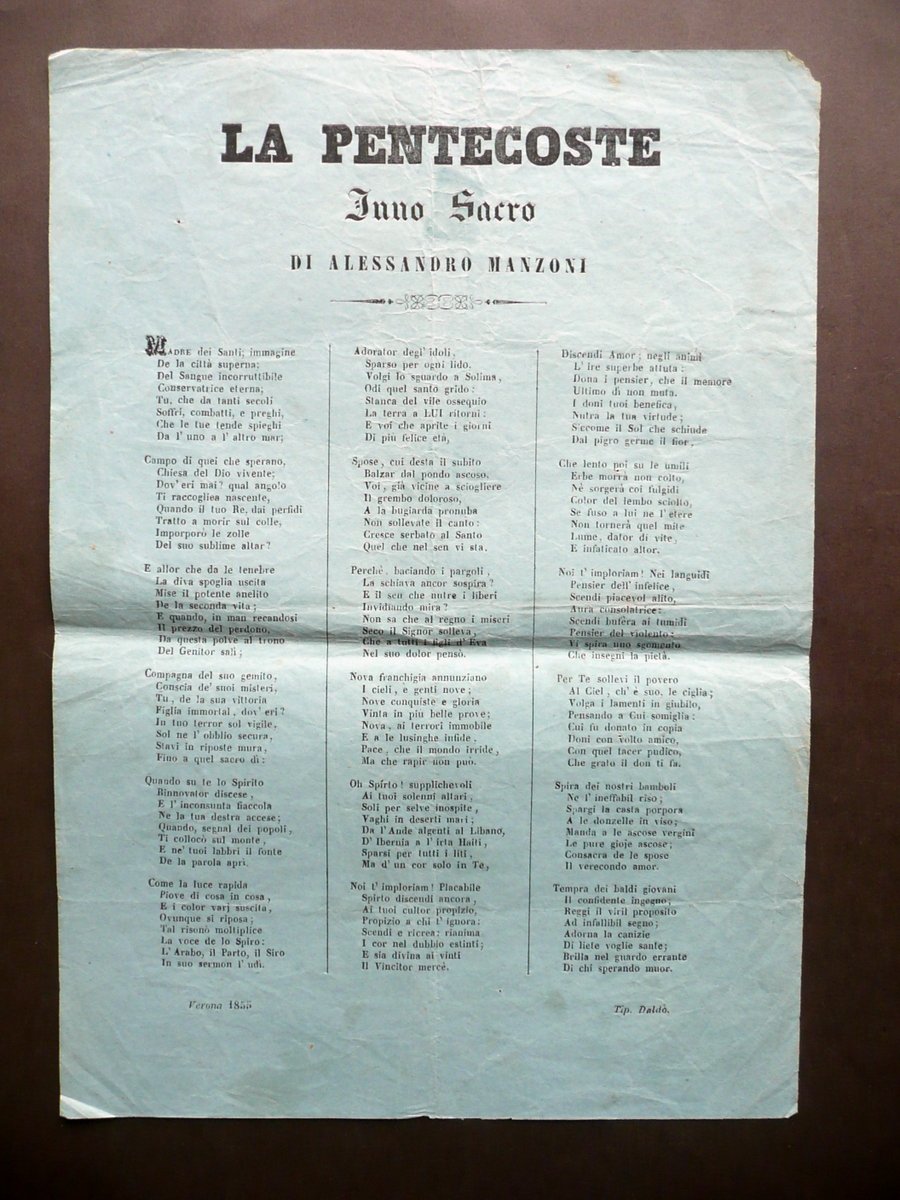 LA PENTECOSTE
Inno Sacro
DI ALESSANDRO MANZONI
MADRE dei Santi; immagine
De la città superna;
Del Sangue incorruttibile
Conservatrice eterna;
Tu, che da tanti secoli
Soffri, combatti, e preghi,
Che le tue tende spieghi
Da l' uno a l' altro mar;
Campo di quei che sperano,
Chiesa del Dio vivente;
Dov' eri mai? qual angolo
Ti raccogliea nascente,
Quando il tuo Re, dai perfidi
Tratto a morir sul colle,
Imporporò le zolle
Del suo sublime altar?
E allor che da le tenebre
La diva spoglia uscita
Mise il potente anelito
De la seconda vita;
E quando, in man recandosi
Il prezzo del perdono,
Da questa polve al trono
Del Genitor salì;
Compagna del suo gemito,
Conscia de' suoi misteri,
Tu, de la sua vittoria
Figlia immortal, dov' eri?
In tuo terror sol vigile,
Sol ne l' obblio secura,
Stavi in riposte mura,
Fino a quel sacro dì:
Quando su te lo Spirito
Rinnovator discese,
E l' inconsunta fiaccola
Ne la tua destra accese;
Quando, segnal dei popoli,
Ti collocò sul monte,
E ne' tuoi labbri il fonte
De la parola aprì.
Come la luce rapida
Piove di cosa in cosa,
E i color varj suscita,
Ovunque si riposa;
Tal risonò moltiplice
La voce de lo Spiro:
L' Arabo, il Parto, il Siro
In suo sermon l' udì.
Adorator degl' idoli,
Sparso per ogni lido,
Volgi lo sguardo a Solima,
Odi quel santo grido:
Stanca del vile ossequio
La terra a LUI ritorni:
E voi che aprite i giorni
Di più felice età,
Spose, cui desta il subito
Balzar dal pondo ascoso,
Voi, già vicine a sciogliere
Il grembo doloroso,
A la bugiarda pronuba
Non sollevate il canto:
Cresce serbato al Santo
Quel che nel sen vi sta.
Perchè, baciando i pargoli,
La schiava ancor sospira?
E il sen che nutre i liberi
Invidiando mira?
Non sa che al regno i miseri
Seco il Signor solleva,
Che a tutti i figli d' Eva
Nel suo dolor pensò.
Nova franchigia annunziano
I cieli, e genti nove;
Nove conquiste e gloria
Vinta in più belle prove;
Nova, ai terrori immobile
E a le lusinghe infide,
Pace, che il mondo irride,
Ma che rapir non può.
Oh Spirto! supplichevoli
Ai tuoi solenni altari,
Soli per selve inospite,
Vaghi in deserti mari;
Da l' Ande algenti al Libano,
D' Ibernia a l' irta Haiti,
Sparsi per tutti i liti,
Ma d' un cor solo in Te,
Noi t' imploriam! Placabile
Spirto discendi ancora,
Ai tuoi cultor propizio,
Propizio a chi t' ignora:
Scendi e ricrea; rianima
I cor nel dubbio estinti;
E sia divina ai vinti
Il Vincitor mercè.
Discendi Amor; negli animi
L' ire superbe attuta:
Dona i pensier, che il memore
Ultimo dì non muta.
I doni tuoi benefica,
Nutra la tua virtude;
Siccome il Sol che schiude
Dal pigro germe il fior,
Che lento poi su le umili
Erbe morrà non colto,
Nè sorgerà coi fulgidi
Color del lembo sciolto,
Se fuso a lui ne l' etere
Non tornerà quel mite
Lume, dator di vite,
E infaticato altor.
Noi t' imploriam! Nei languidi
Pensier dell' infelice,
Scendi piacevol alito,
Aura consolatrice:
Scendi bufera ai tumidi
Pensier del violento:
Vi spira uno sgomento
Che insegni la pietà.
Per Te sollevi il povero
Al Ciel, ch' è suo, le ciglia;
Volga i lamenti in giubilo,
Pensando a Cui somiglia:
Cui fu donato in copia
Doni con volto amico,
Con quel tacer pudico,
Che grato il don ti fa.
Spira dei nostri bamboli
Ne l' ineffabil riso;
Spargi la casta porpora
A le donzelle in viso;
Manda a le ascose vergini
Le pure gioje ascose;
Consacra de le spose
Il verecondo amor.
Tempra dei baldi giovani
Il confidente ingegno;
Reggi il viril proposito
Ad infallibil segno;
Adorna la canizie
Di liete voglie sante;
Brilla nel guardo errante
Di chi sperando muor.
Verona 1855
Tip. Daldò.